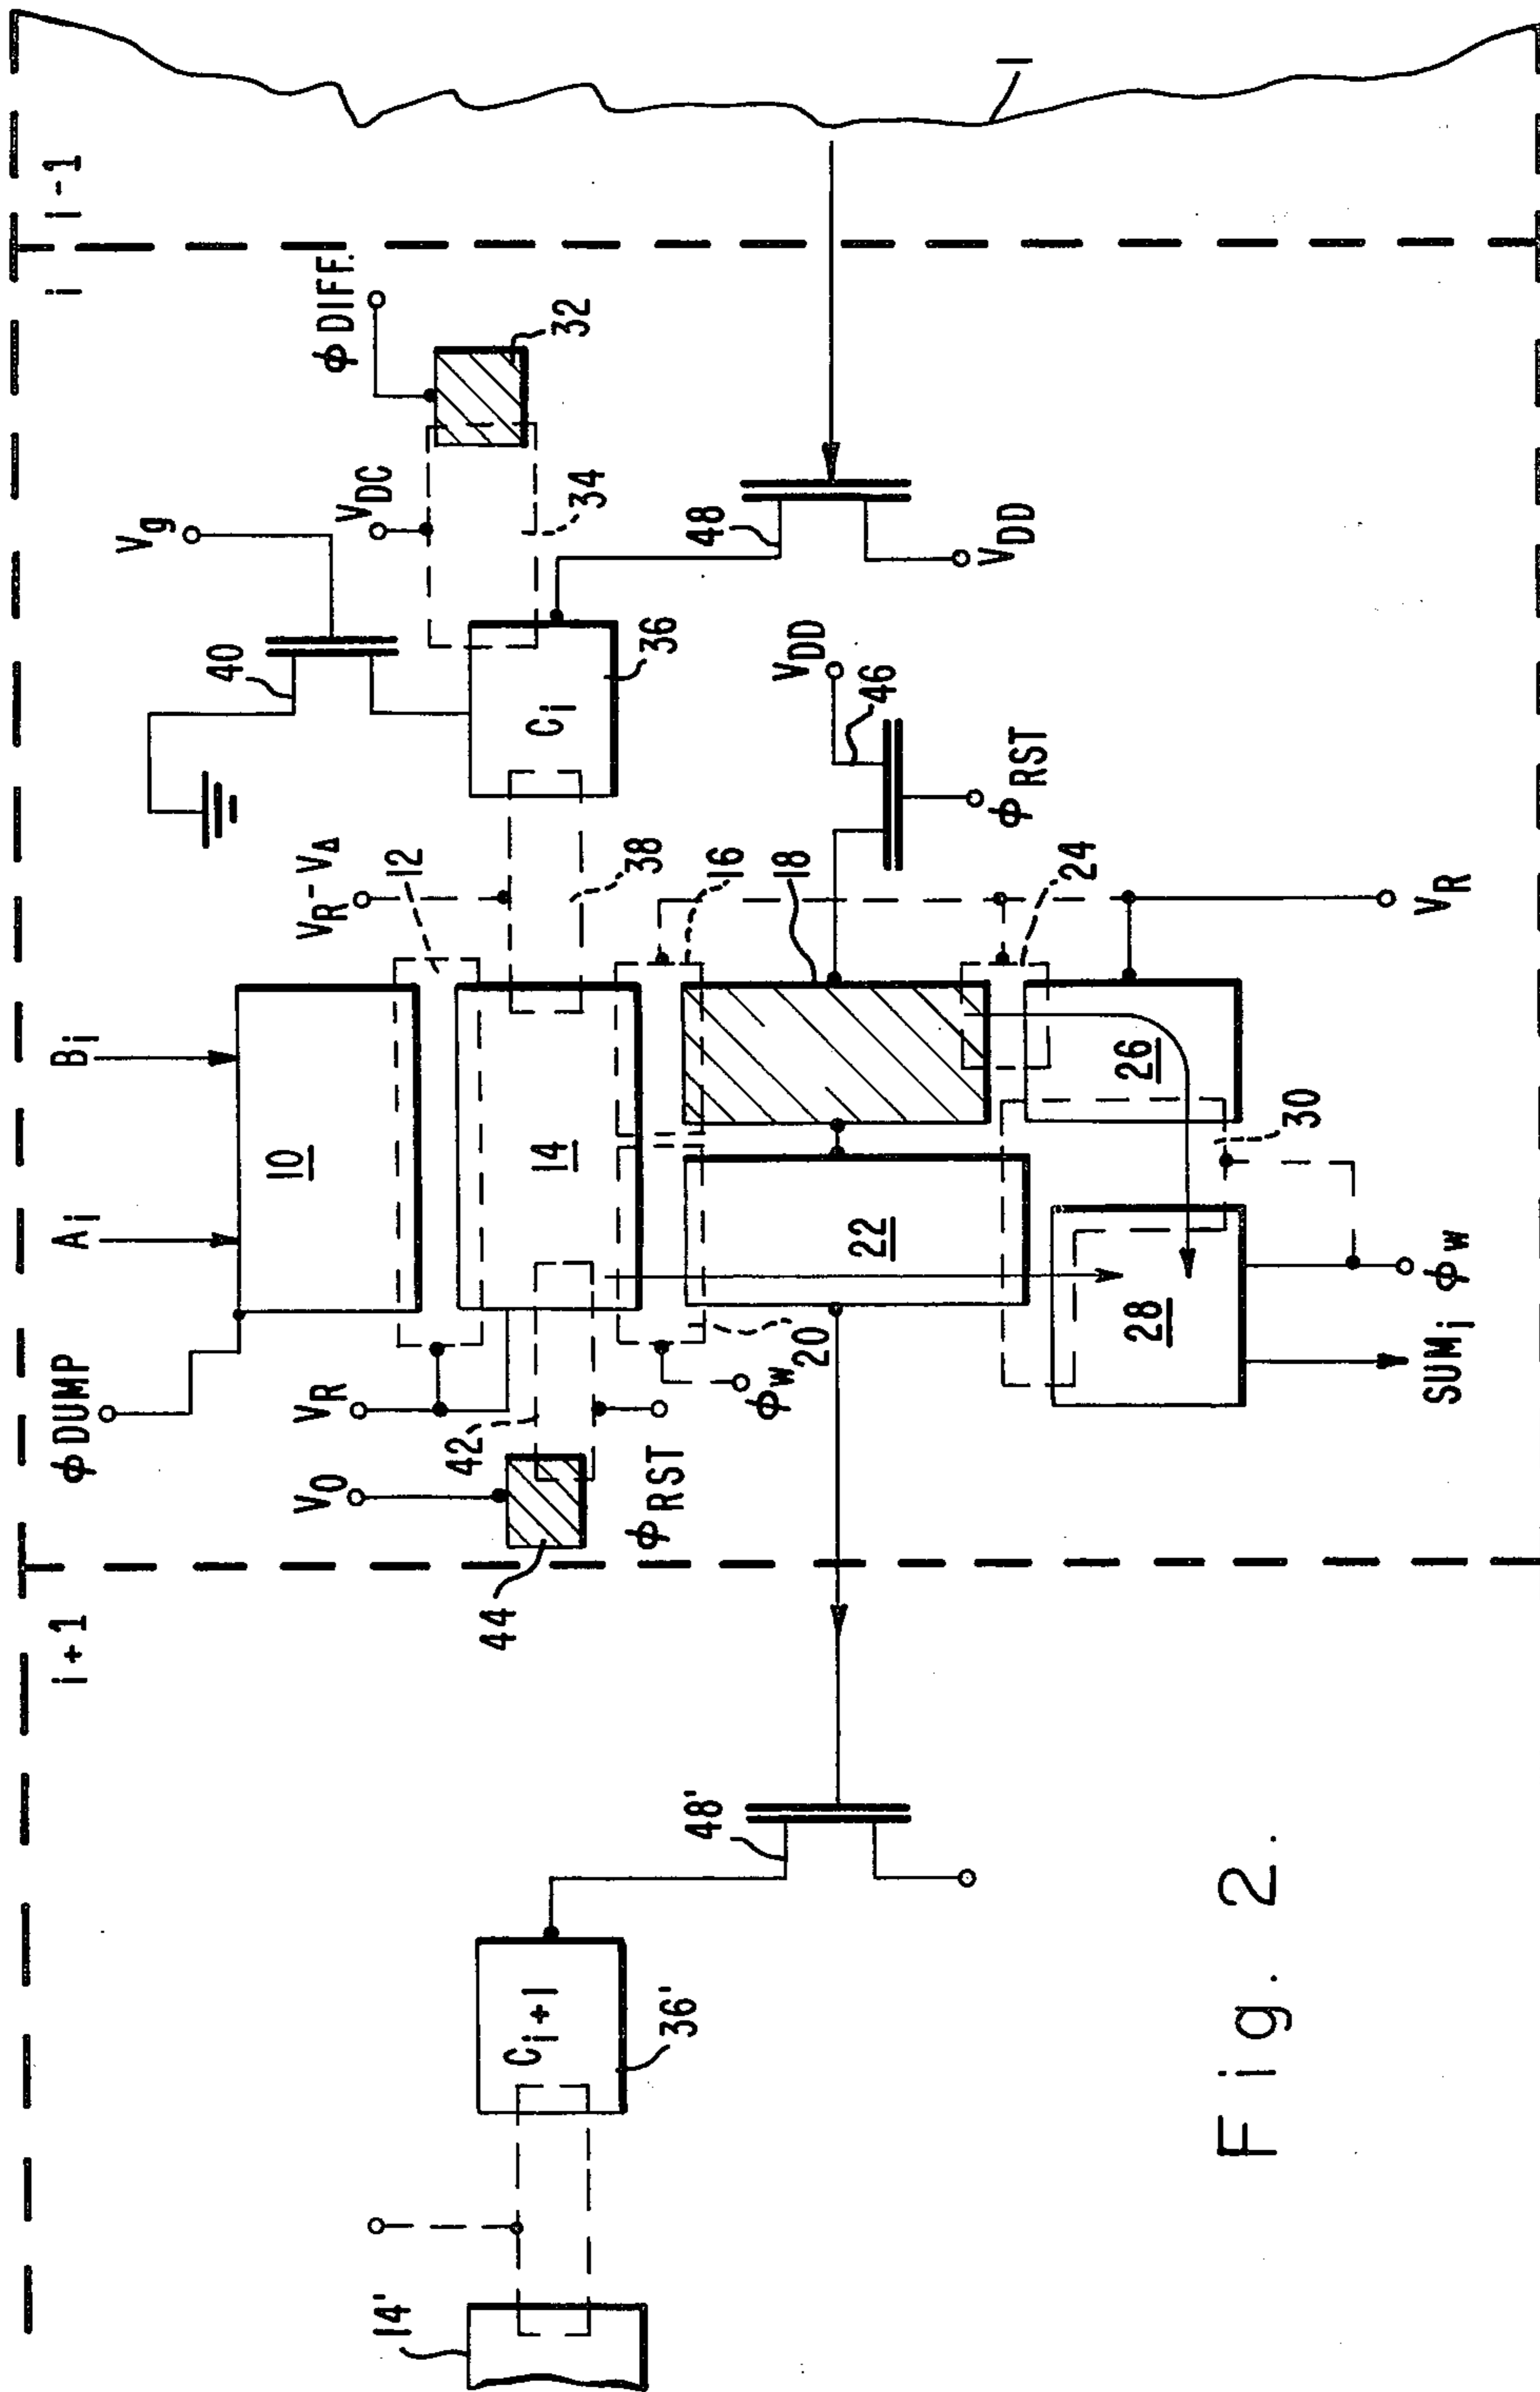 i+1
i
i-1
ϕDUMP
A_i
B_i
V_g
ϕDIFF.
V_O
V_R
10
V_R-V_Δ
12
40
V_DC
32
44
42
14
38
C_i
34
36
14'
C_i+1
36'
ϕRST
ϕ_W
20
16
18
V_DD
46
48
48'
22
ϕRST
V_DD
1
24
26
28
30
SUM_i
ϕ_W
V_R
Fig. 2.